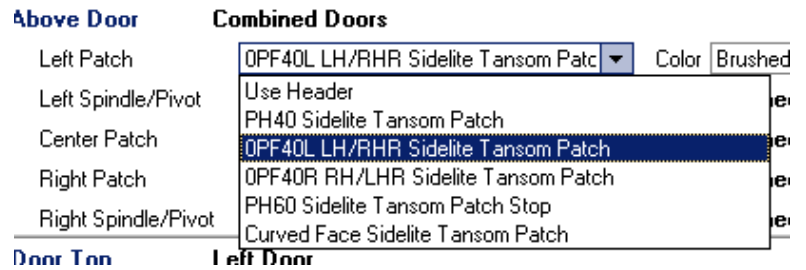 Above Door Combined Doors
Left Patch 0PF40L LH/RHR Sidelite Tansom Patc Color Brushed
Left Spindle/Pivot Use Header
PH40 Sidelite Tansom Patch
Center Patch 0PF40L LH/RHR Sidelite Tansom Patch
Right Patch 0PF40R RH/LHR Sidelite Tansom Patch
Right Spindle/Pivot PH60 Sidelite Tansom Patch Stop
Curved Face Sidelite Tansom Patch
Door Top Left Door